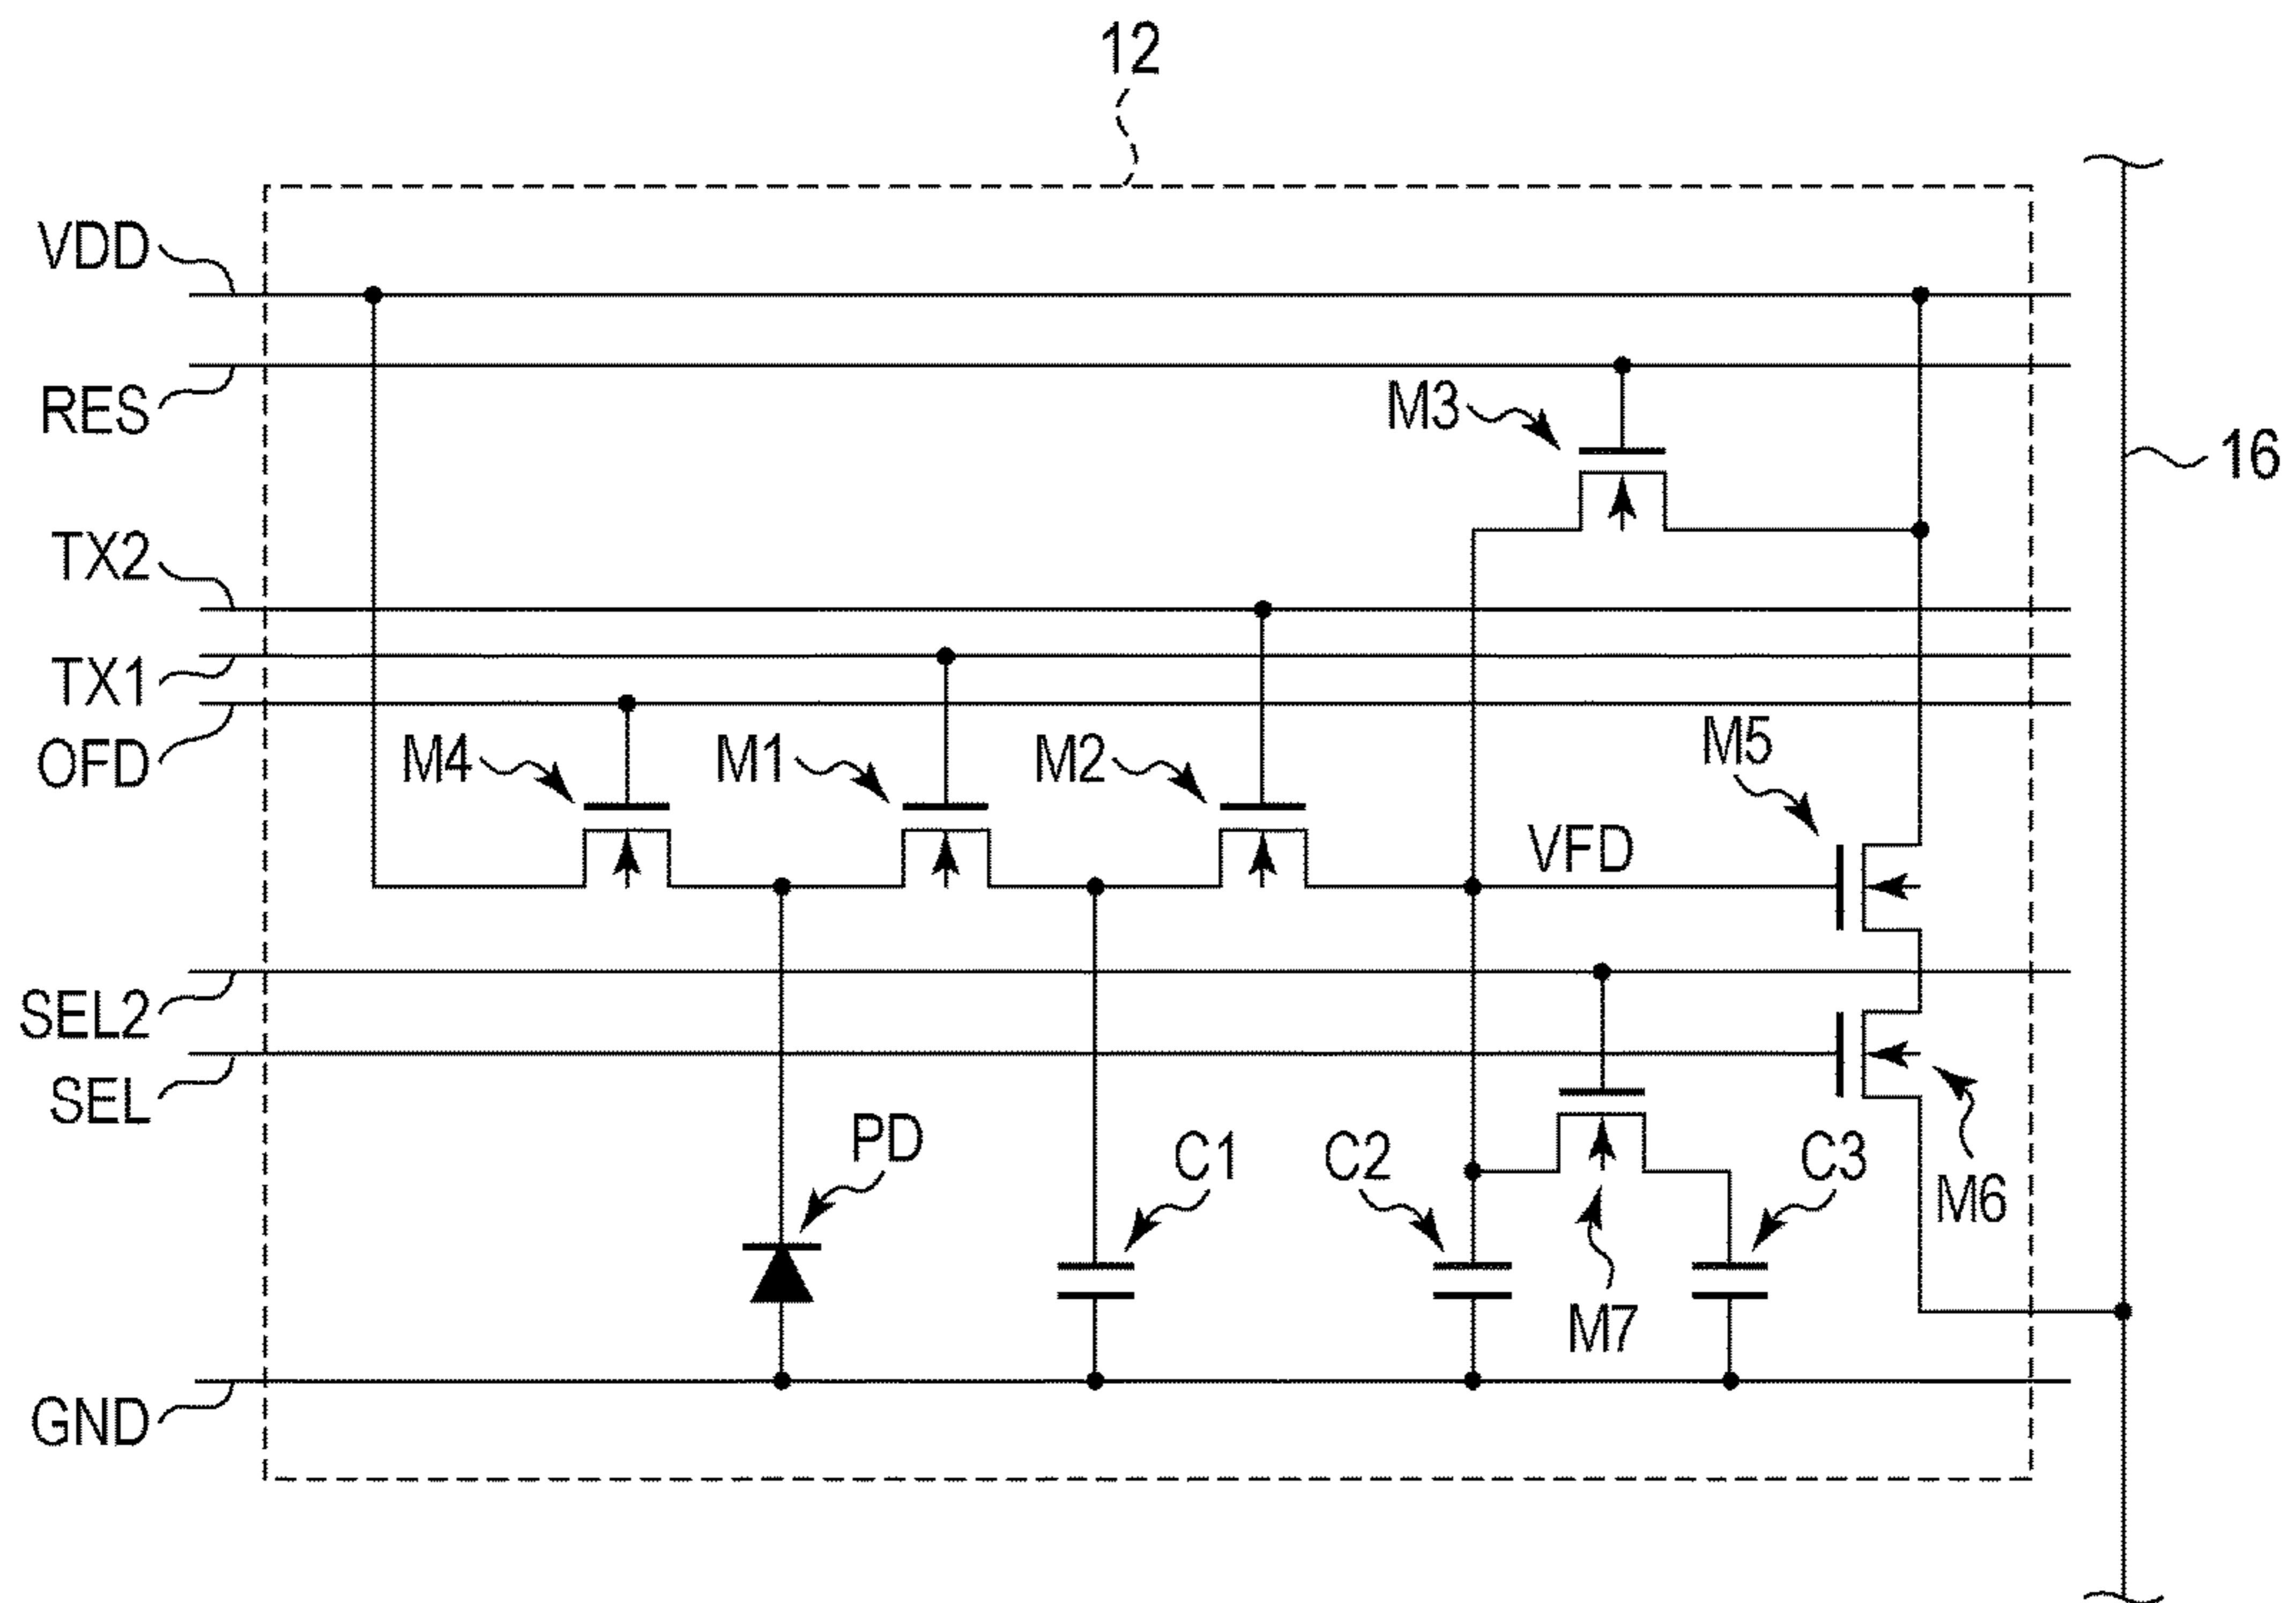 12
VDD
RES
M3
16
TX2
TX1
OFD
M4
M1
M2
M5
VFD
SEL2
SEL
PD
C1
C2
C3
M6
M7
GND